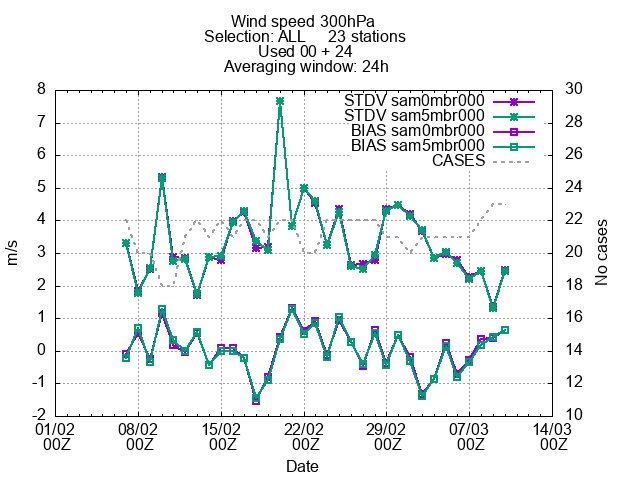 Wind speed 300hPa
Selection: ALL     23 stations
Used 00 + 24
Averaging window: 24h
STDV sam0mbr000
STDV sam5mbr000
BIAS sam0mbr000
BIAS sam5mbr000
CASES
8
7
6
5
4
3
2
1
0
-1
-2
m/s
30
28
26
24
22
20
18
16
14
12
10
No cases
01/02 08/02 15/02 22/02 29/02 07/03 14/03
00Z 00Z 00Z 00Z 00Z 00Z 00Z
Date